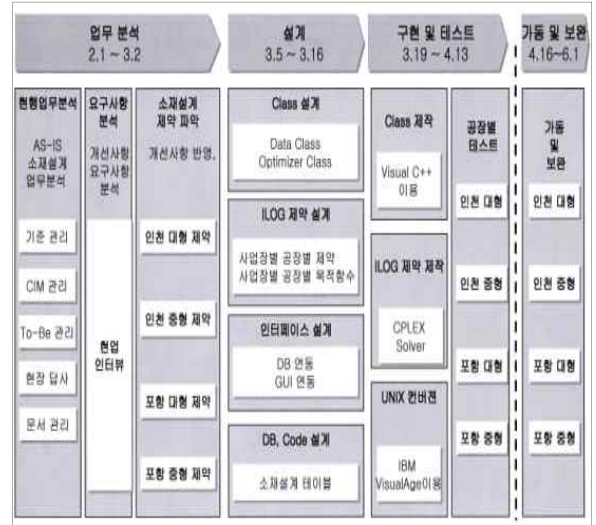 업무 분석
2.1 ~ 3.2
설계
3.5 ~ 3.16
구현 및 테스트
3.19 ~ 4.13
가동 및 보완
4.16~6.1
현행업무분석
AS-IS
소재설계
업무분석
기준 관리
CIM 관리
To-Be 관리
현장 답사
문서 관리
요구사항
분석
개선사항
요구사항
분석
현업
인터뷰
소재설계
제약 파악
개선사항 반영.
인천 대형 제약
인천 중형 제약
포항 대형 제약
포항 중형 제약
Class 설계
Data Class
Optimizer Class
ILOG 제약 설계
사업장별 공장별 제약
사업장별 공장별 목적함수
인터페이스 설계
DB 연동
GUI 연동
DB, Code 설계
소재설계 테이블
Class 제작
Visual C++
이용
ILOG 제약 제작
CPLEX
Solver
UNIX 컨버젼
IBM
VisualAge이용
공장별
테스트
인천 대형
인천 중형
포항 대형
포항 중형
가동
및
보완
인천 대형
인천 중형
포항 대형
포항 중형